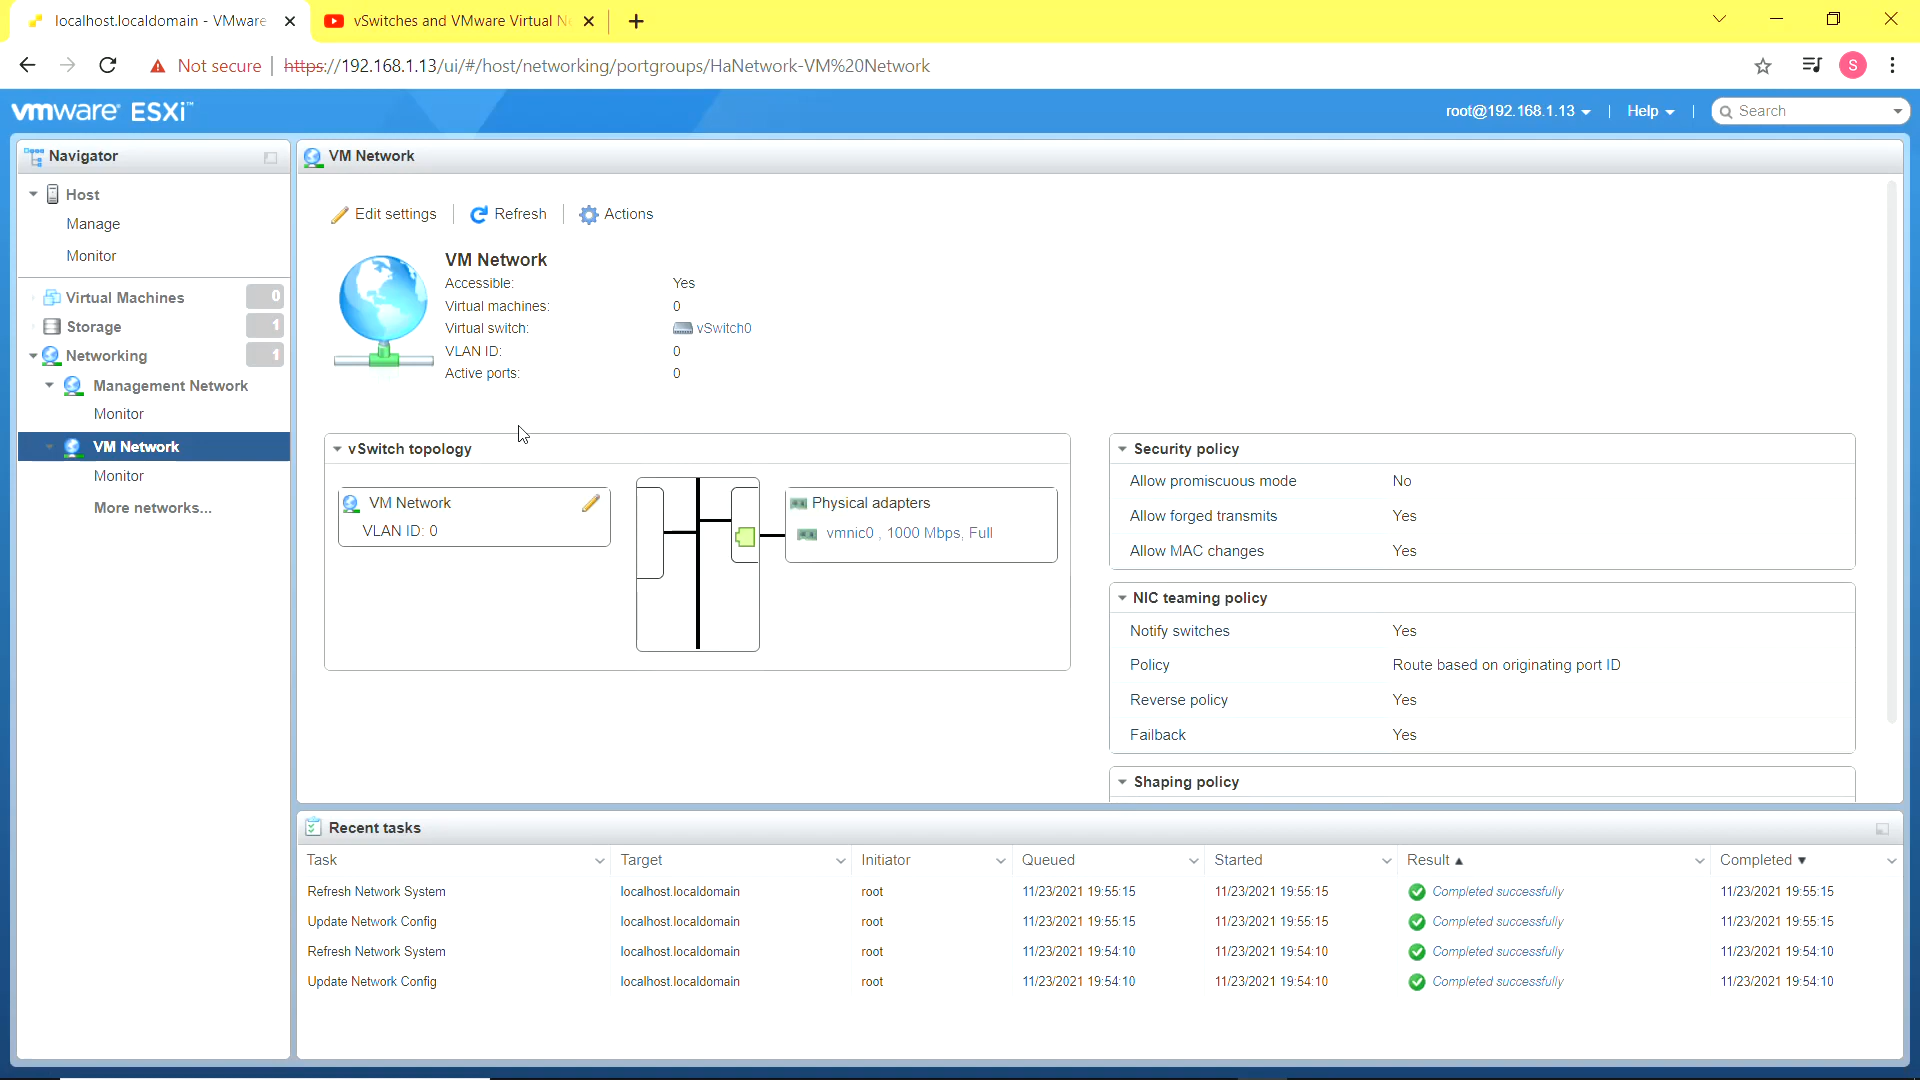 localhost.localdomain - VMware
vSwitches and VMware Virtual N
Not secure
https://192.168.1.13/ui/#/host/networking/portgroups/HaNetwork-VM%20Network
S
vmware ESXi™
root@192.168.1.13
Help
Search
Navigator
Host
Manage
Monitor
Virtual Machines 0
Storage 1
Networking 1
Management Network
Monitor
VM Network
Monitor
More networks...
VM Network
Edit settings
Refresh
Actions
VM Network
Accessible: Yes
Virtual machines: 0
Virtual switch: vSwitch0
VLAN ID: 0
Active ports: 0
vSwitch topology
VM Network
VLAN ID: 0
Physical adapters
vmnic0 , 1000 Mbps, Full
Security policy
Allow promiscuous mode No
Allow forged transmits Yes
Allow MAC changes Yes
NIC teaming policy
Notify switches Yes
Policy Route based on originating port ID
Reverse policy Yes
Failback Yes
Shaping policy
Recent tasks
Task Target Initiator Queued Started Result ▲ Completed ▼
Refresh Network System localhost.localdomain root 11/23/2021 19:55:15 11/23/2021 19:55:15 Completed successfully 11/23/2021 19:55:15
Update Network Config localhost.localdomain root 11/23/2021 19:55:15 11/23/2021 19:55:15 Completed successfully 11/23/2021 19:55:15
Refresh Network System localhost.localdomain root 11/23/2021 19:54:10 11/23/2021 19:54:10 Completed successfully 11/23/2021 19:54:10
Update Network Config localhost.localdomain root 11/23/2021 19:54:10 11/23/2021 19:54:10 Completed successfully 11/23/2021 19:54:10